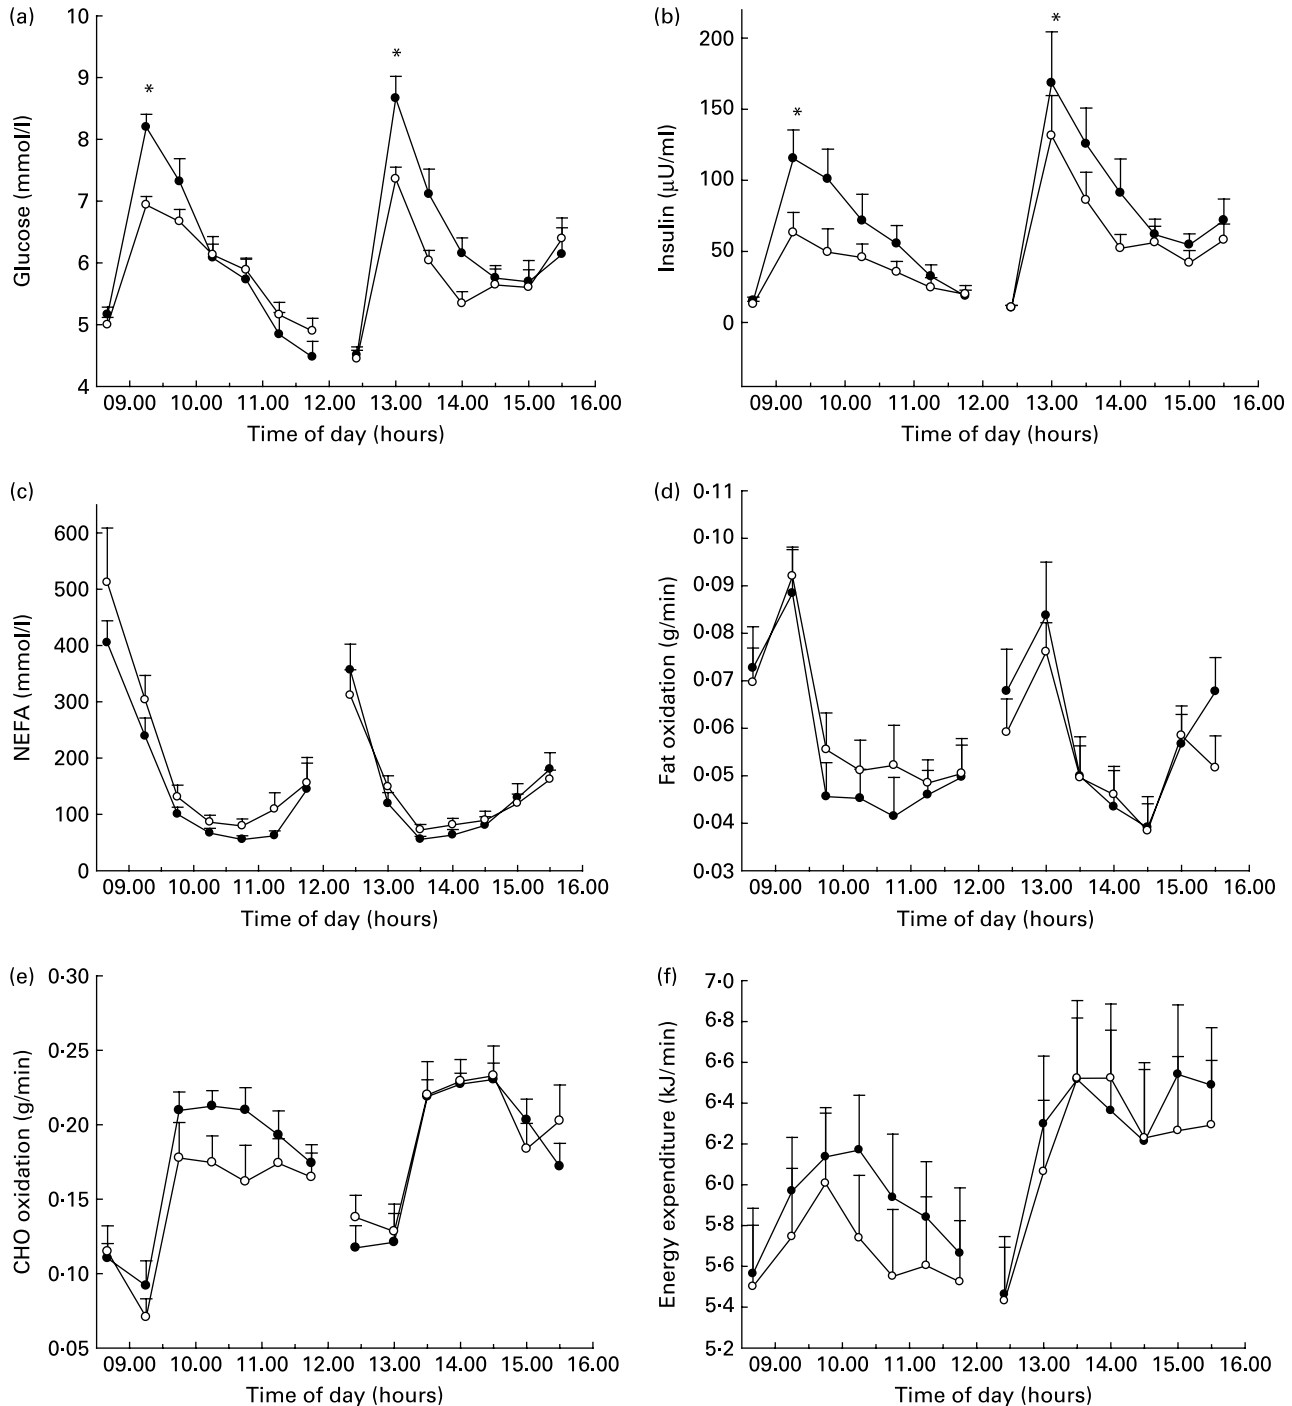 (a)
10
9
8
7
6
5
4
Glucose (mmol/l)
*
*
09.00 10.00 11.00 12.00 13.00 14.00 15.00 16.00
Time of day (hours)
(b)
200
150
100
50
0
Insulin (μU/ml)
*
*
09.00 10.00 11.00 12.00 13.00 14.00 15.00 16.00
Time of day (hours)
(c)
600
500
400
300
200
100
0
NEFA (mmol/l)
09.00 10.00 11.00 12.00 13.00 14.00 15.00 16.00
Time of day (hours)
(d)
0·11
0·10
0·09
0·08
0·07
0·06
0·05
0·04
0·03
Fat oxidation (g/min)
09.00 10.00 11.00 12.00 13.00 14.00 15.00 16.00
Time of day (hours)
(e)
0·30
0·25
0·20
0·15
0·10
0·05
CHO oxidation (g/min)
09.00 10.00 11.00 12.00 13.00 14.00 15.00 16.00
Time of day (hours)
(f)
7·0
6·8
6·6
6·4
6·2
6·0
5·8
5·6
5·4
5·2
Energy expenditure (kJ/min)
09.00 10.00 11.00 12.00 13.00 14.00 15.00 16.00
Time of day (hours)